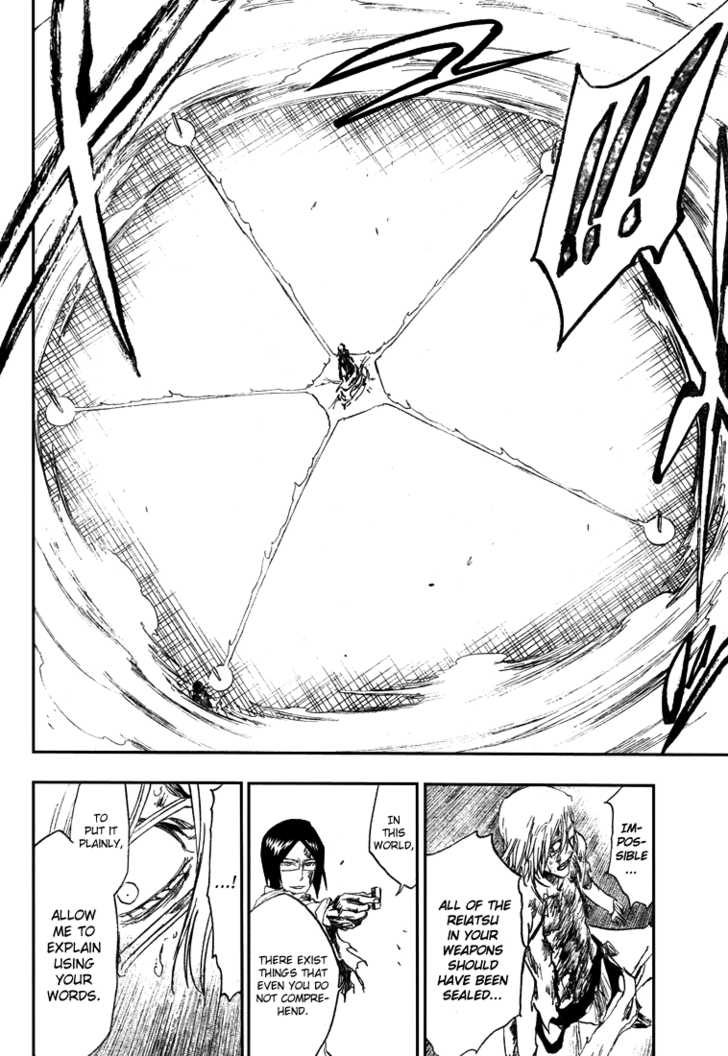 !!!
IM-
POS-
SIBLE
...
ALL OF THE
REIATSU
IN YOUR
WEAPONS
SHOULD
HAVE BEEN
SEALED...
IN
THIS
WORLD,
THERE EXIST
THINGS THAT
EVEN YOU DO
NOT COMPRE-
HEND.
...!
TO
PUT IT
PLAINLY,
ALLOW
ME TO
EXPLAIN
USING
YOUR
WORDS.